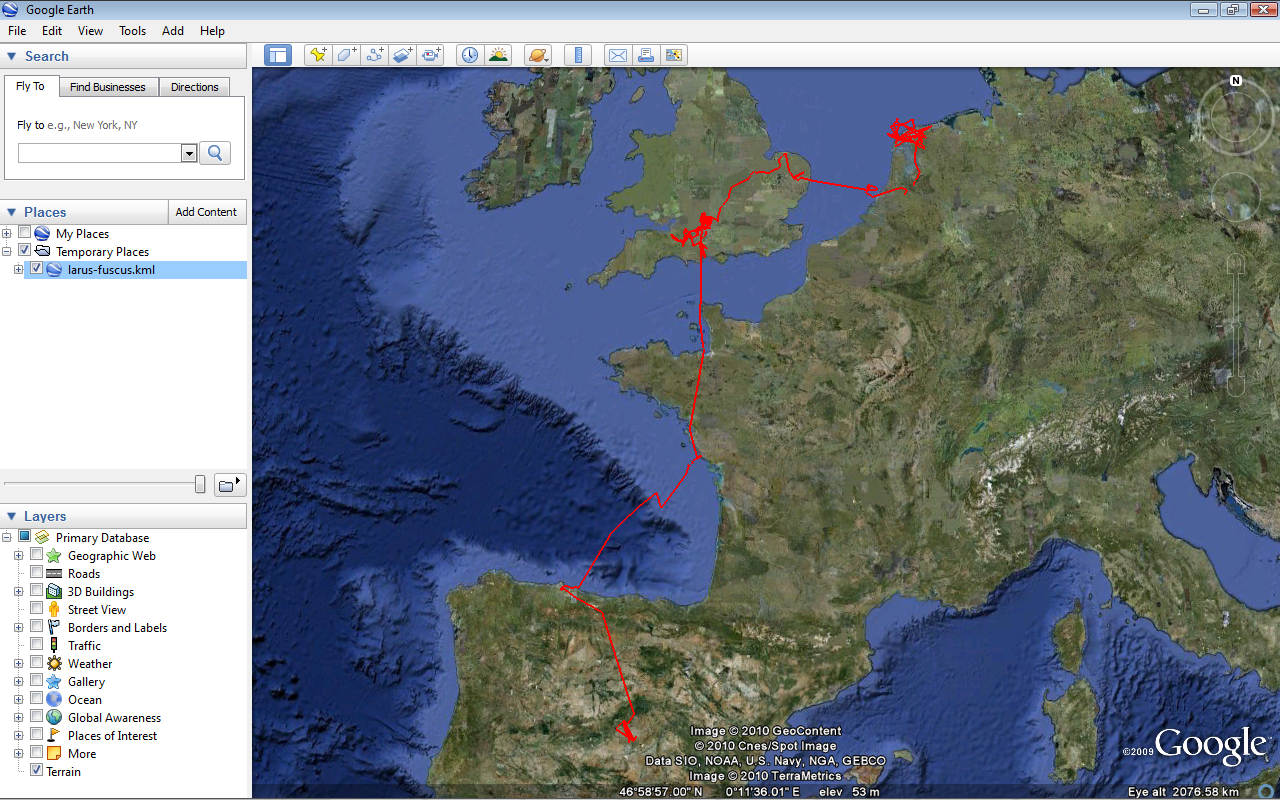 Google Earth
File Edit View Tools Add Help
Search
Fly To Find Businesses Directions
Fly to e.g., New York, NY
Places Add Content
My Places
Temporary Places
larus-fuscus.kml
Layers
Primary Database
Geographic Web
Roads
3D Buildings
Street View
Borders and Labels
Traffic
Weather
Gallery
Ocean
Global Awareness
Places of Interest
More
Terrain
N
Image © 2010 GeoContent
© 2010 Cnes/Spot Image
Data SIO, NOAA, U.S. Navy, NGA, GEBCO
Image © 2010 TerraMetrics
©2009 Google
46°58'57.00" N 0°11'36.01" E elev 53 m Eye alt 2076.58 km